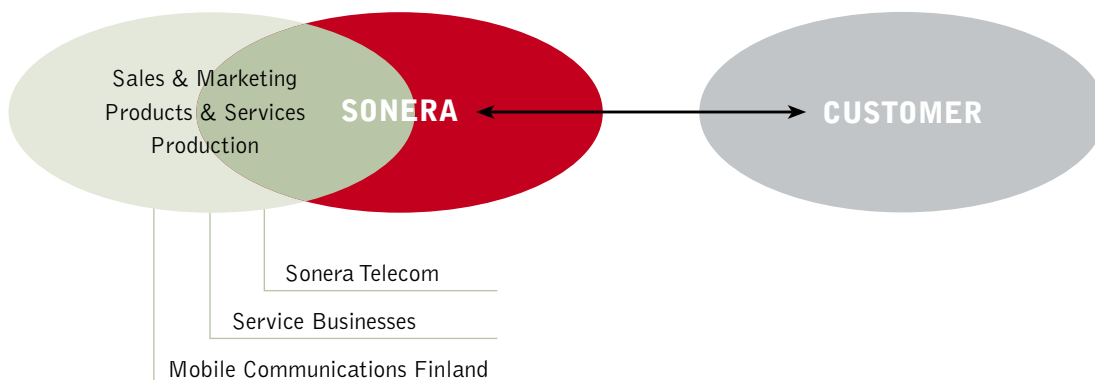 Sales & Marketing
Products & Services
Production
SONERA
CUSTOMER
Sonera Telecom
Service Businesses
Mobile Communications Finland